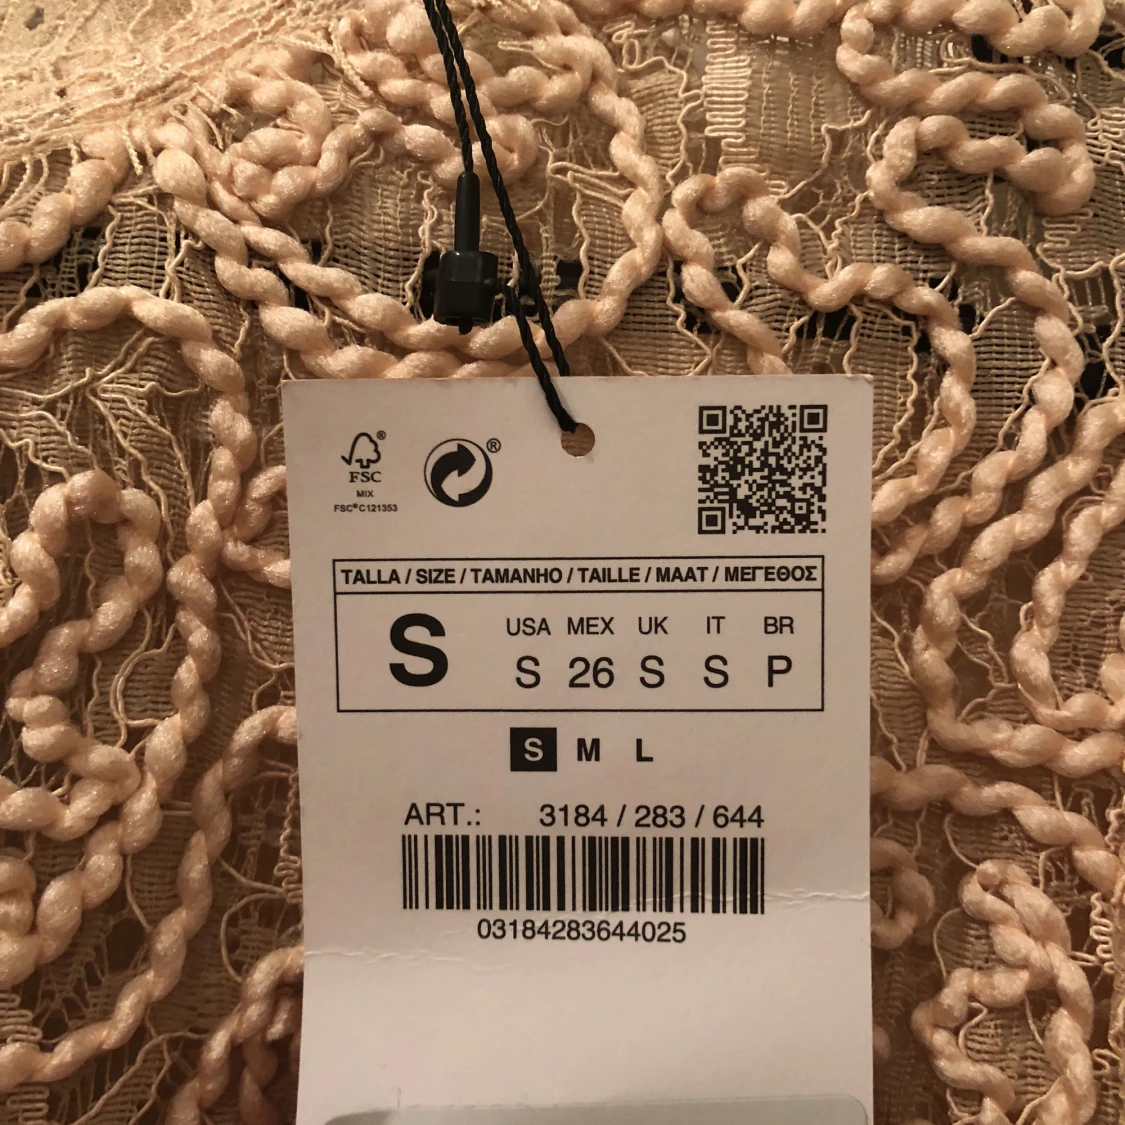 FSC®
MIX
FSC® C121353
®
TALLA / SIZE / TAMANHO / TAILLE / MAAT / ΜΕΓΕΘΟΣ
S
USA MEX UK IT BR
S 26 S S P
S M L
ART.: 3184 / 283 / 644
03184283644025